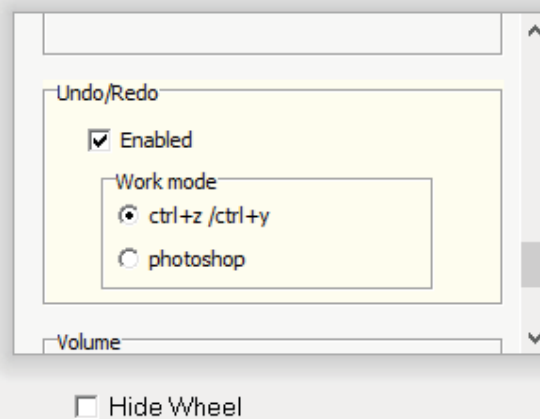 Undo/Redo
Enabled
Work mode
ctrl+z /ctrl+y
photoshop
Volume
Hide Wheel